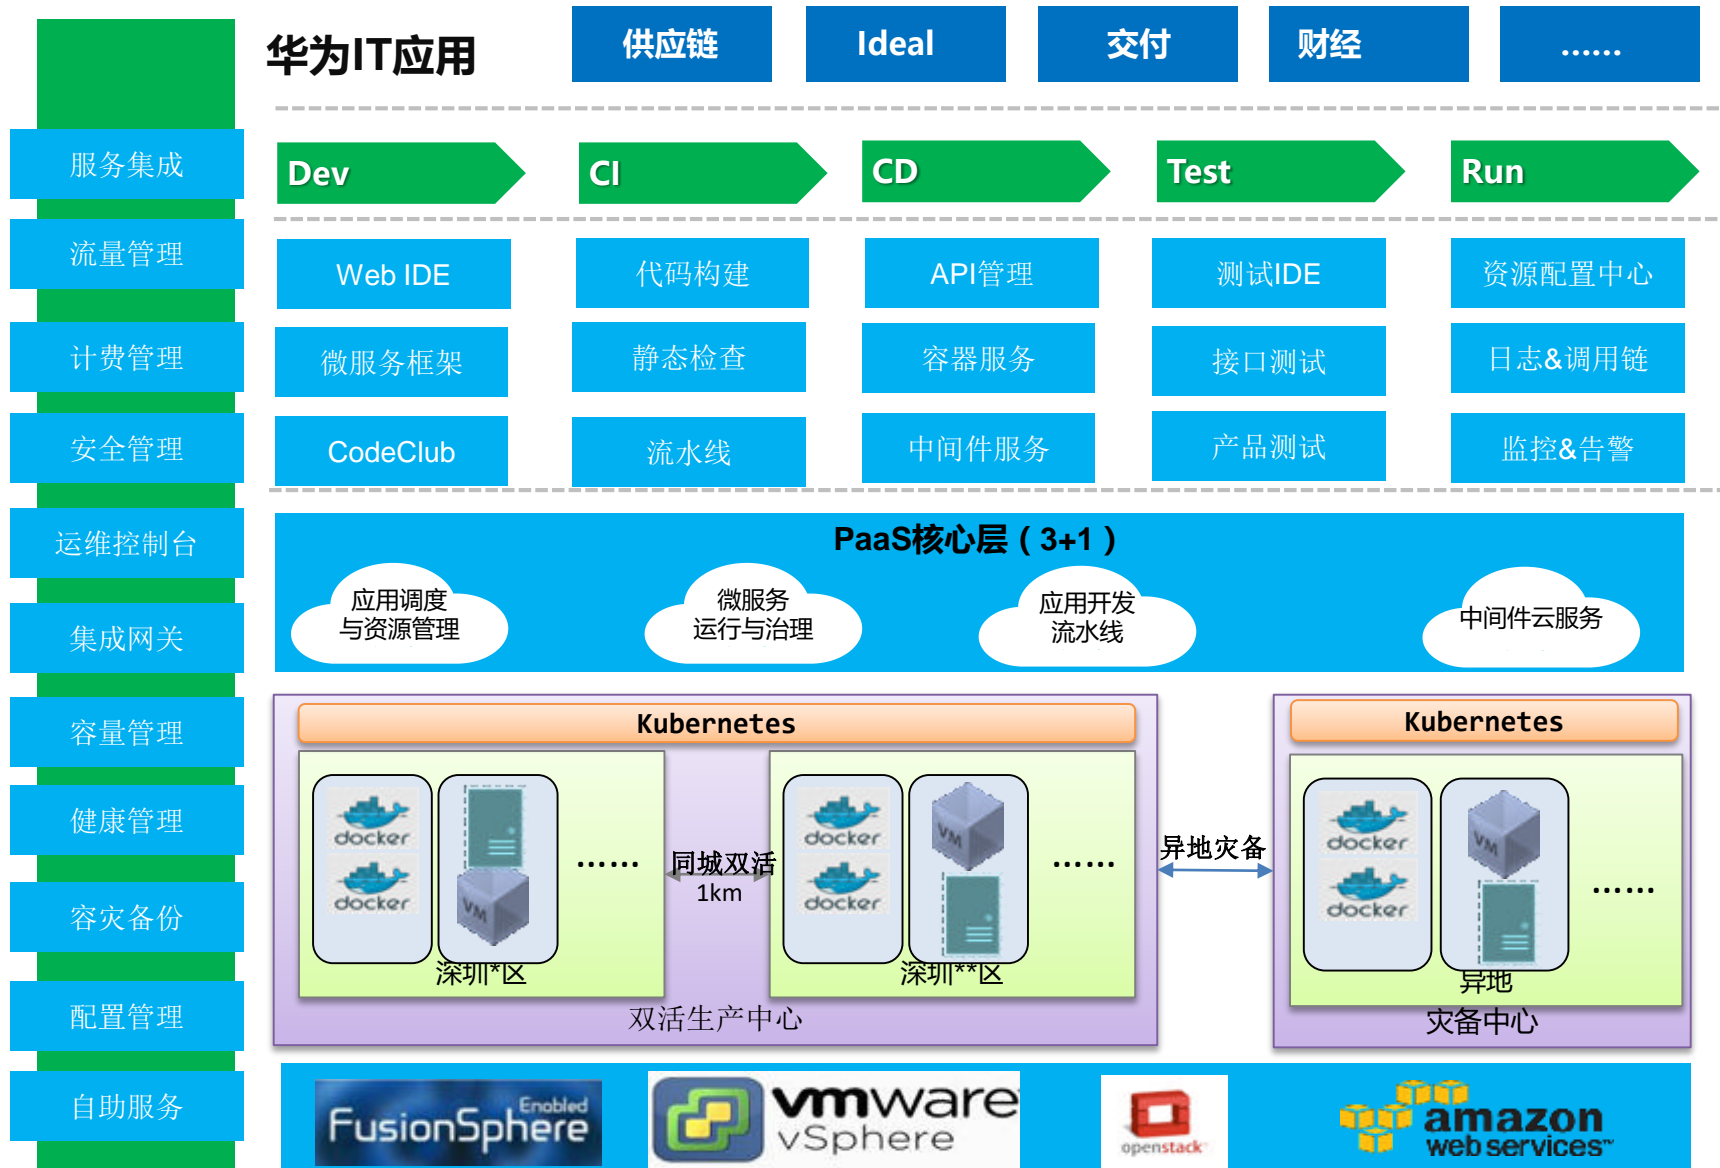 华为IT应用
供应链
Ideal
交付
财经
......
服务集成
流量管理
计费管理
安全管理
运维控制台
集成网关
容量管理
健康管理
容灾备份
配置管理
自助服务
Dev
CI
CD
Test
Run
Web IDE
代码构建
API管理
测试IDE
资源配置中心
微服务框架
静态检查
容器服务
接口测试
日志&调用链
CodeClub
流水线
中间件服务
产品测试
监控&告警
PaaS核心层（3+1）
应用调度
与资源管理
微服务
运行与治理
应用开发
流水线
中间件云服务
Kubernetes
docker
docker
VM
......
深圳*区
同城双活
1km
docker
docker
VM
......
深圳**区
双活生产中心
异地灾备
Kubernetes
docker
docker
VM
......
异地
灾备中心
FusionSphere
Enabled
vmware
vSphere
openstack
amazon
web services™